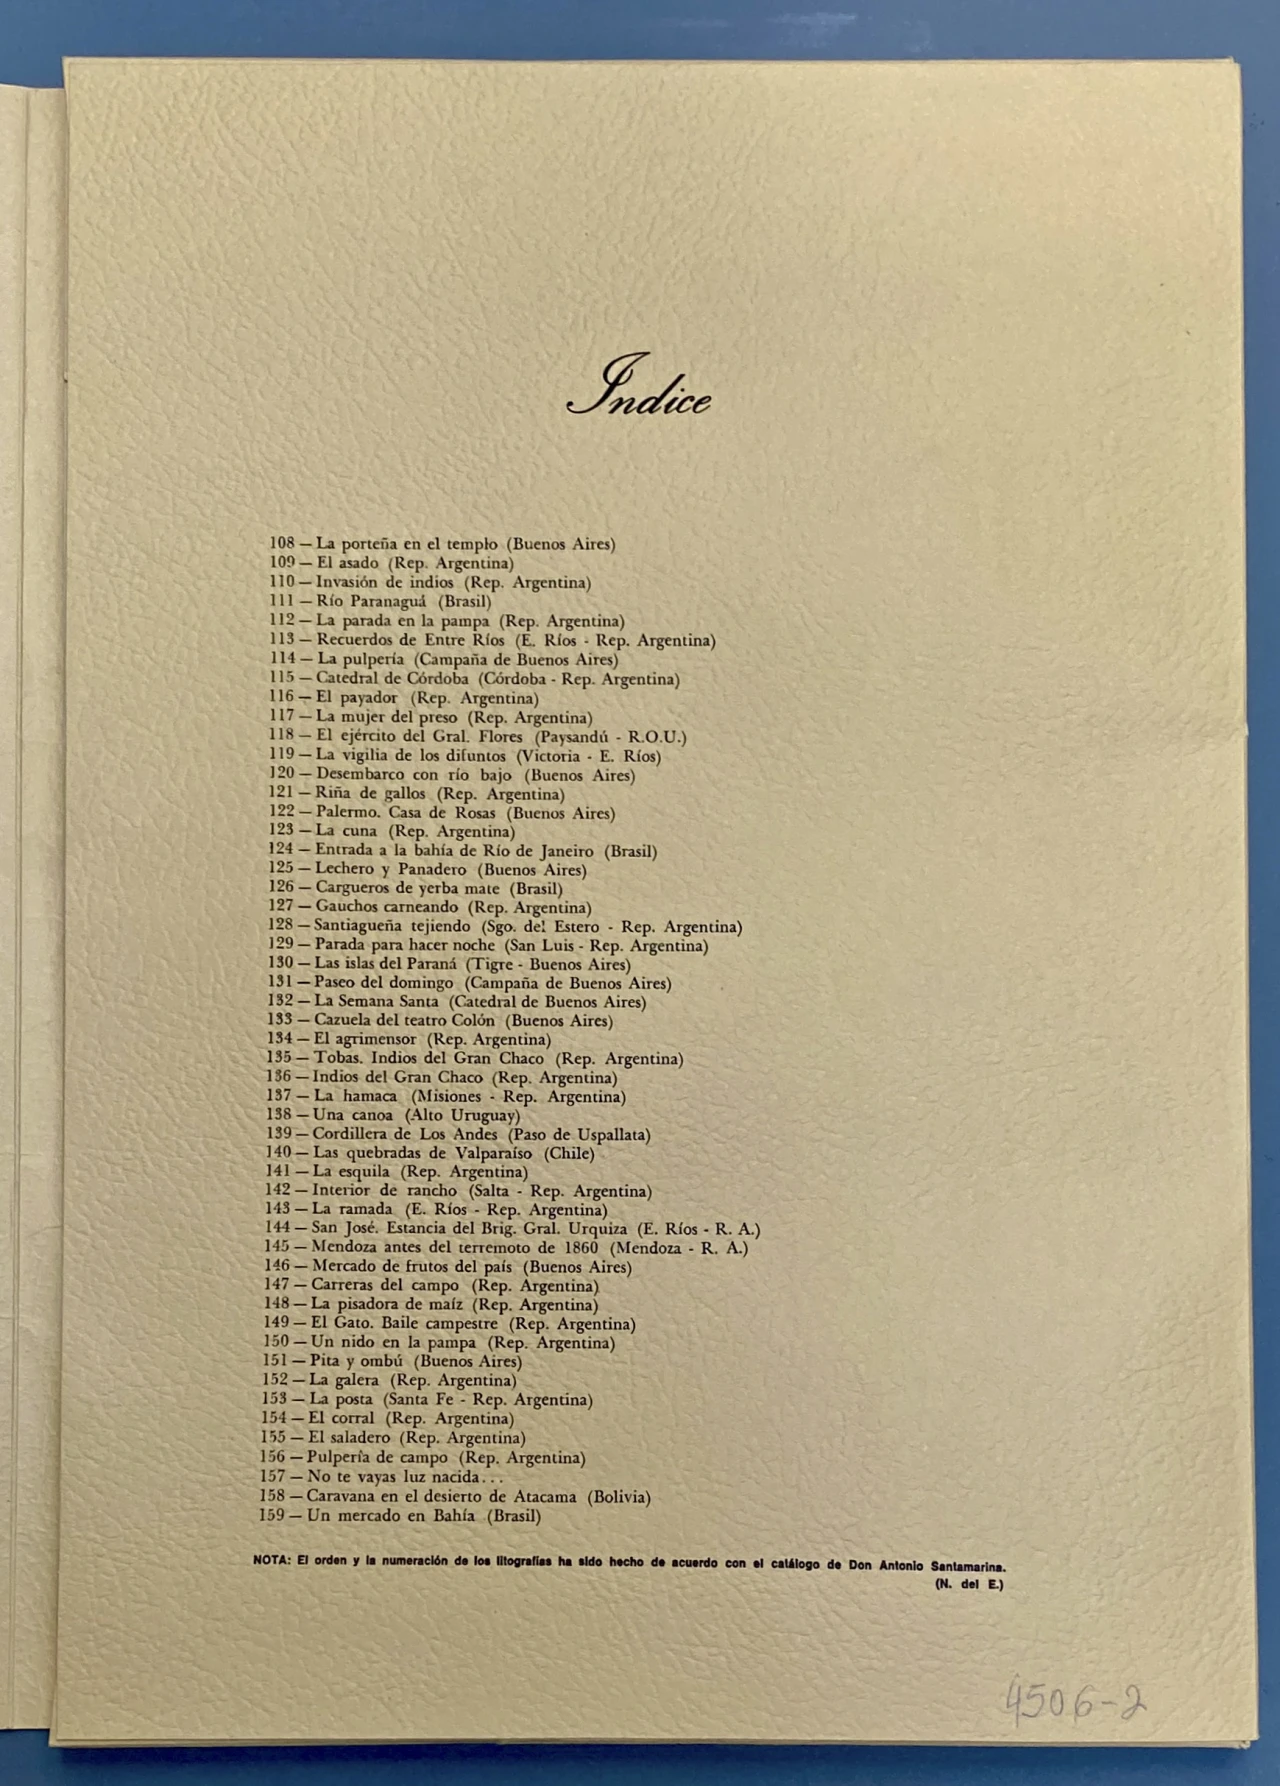 Indice
108 — La porteña en el templo (Buenos Aires)
109 — El asado (Rep. Argentina)
110 — Invasión de indios (Rep. Argentina)
111 — Río Paranaguá (Brasil)
112 — La parada en la pampa (Rep. Argentina)
113 — Recuerdos de Entre Ríos (E. Ríos - Rep. Argentina)
114 — La pulpería (Campaña de Buenos Aires)
115 — Catedral de Córdoba (Córdoba - Rep. Argentina)
116 — El payador (Rep. Argentina)
117 — La mujer del preso (Rep. Argentina)
118 — El ejército del Gral. Flores (Paysandú - R.O.U.)
119 — La vigilia de los difuntos (Victoria - E. Ríos)
120 — Desembarco con río bajo (Buenos Aires)
121 — Riña de gallos (Rep. Argentina)
122 — Palermo. Casa de Rosas (Buenos Aires)
123 — La cuna (Rep. Argentina)
124 — Entrada a la bahía de Río de Janeiro (Brasil)
125 — Lechero y Panadero (Buenos Aires)
126 — Cargueros de yerba mate (Brasil)
127 — Gauchos carneando (Rep. Argentina)
128 — Santiagueña tejiendo (Sgo. del Estero - Rep. Argentina)
129 — Parada para hacer noche (San Luis - Rep. Argentina)
130 — Las islas del Paraná (Tigre - Buenos Aires)
131 — Paseo del domingo (Campaña de Buenos Aires)
132 — La Semana Santa (Catedral de Buenos Aires)
133 — Cazuela del teatro Colón (Buenos Aires)
134 — El agrimensor (Rep. Argentina)
135 — Tobas. Indios del Gran Chaco (Rep. Argentina)
136 — Indios del Gran Chaco (Rep. Argentina)
137 — La hamaca (Misiones - Rep. Argentina)
138 — Una canoa (Alto Uruguay)
139 — Cordillera de Los Andes (Paso de Uspallata)
140 — Las quebradas de Valparaíso (Chile)
141 — La esquila (Rep. Argentina)
142 — Interior de rancho (Salta - Rep. Argentina)
143 — La ramada (E. Ríos - Rep. Argentina)
144 — San José. Estancia del Brig. Gral. Urquiza (E. Ríos - R. A.)
145 — Mendoza antes del terremoto de 1860 (Mendoza - R. A.)
146 — Mercado de frutos del país (Buenos Aires)
147 — Carreras del campo (Rep. Argentina)
148 — La pisadora de maíz (Rep. Argentina)
149 — El Gato. Baile campestre (Rep. Argentina)
150 — Un nido en la pampa (Rep. Argentina)
151 — Pita y ombú (Buenos Aires)
152 — La galera (Rep. Argentina)
153 — La posta (Santa Fe - Rep. Argentina)
154 — El corral (Rep. Argentina)
155 — El saladero (Rep. Argentina)
156 — Pulpería de campo (Rep. Argentina)
157 — No te vayas luz nacida...
158 — Caravana en el desierto de Atacama (Bolivia)
159 — Un mercado en Bahía (Brasil)
NOTA: El orden y la numeración de los litografías ha sido hecho de acuerdo con el catálogo de Don Antonio Santamarina.
(N. del E.)
4506-2